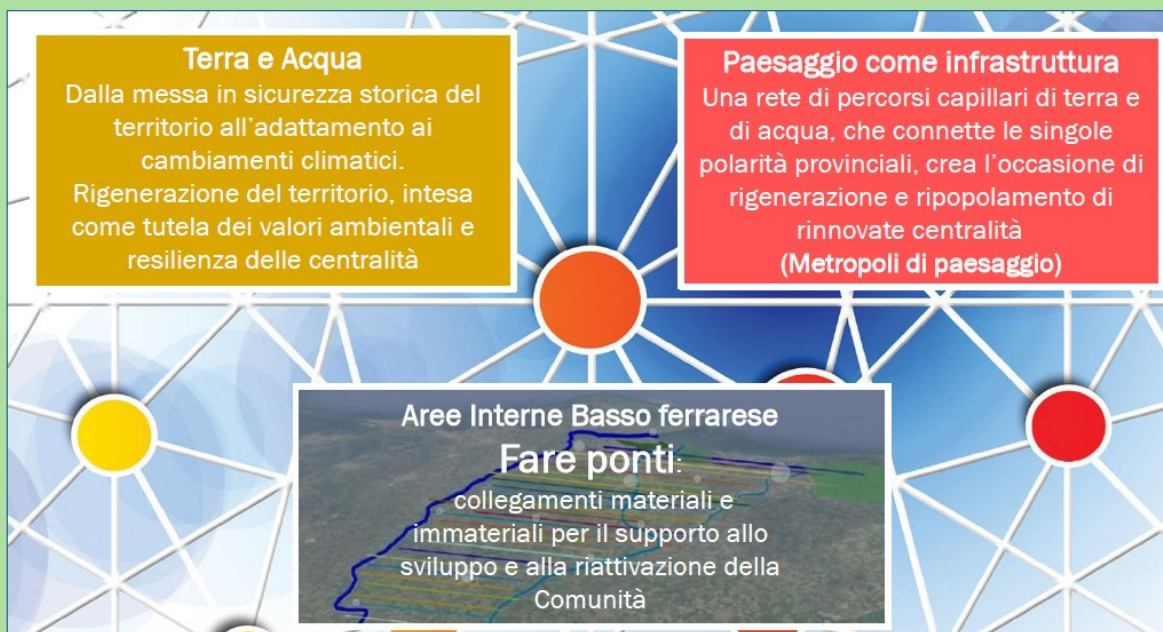 Terra e Acqua
Dalla messa in sicurezza storica del
territorio all'adattamento ai
cambiamenti climatici.
Rigenerazione del territorio, intesa
come tutela dei valori ambientali e
resilienza delle centralità
Paesaggio come infrastruttura
Una rete di percorsi capillari di terra e
di acqua, che connette le singole
polarità provinciali, crea l'occasione di
rigenerazione e ripopolamento di
rinnovate centralità
(Metropoli di paesaggio)
Aree Interne Basso ferrarese
Fare ponti:
collegamenti materiali e
immateriali per il supporto allo
sviluppo e alla riattivazione della
Comunità